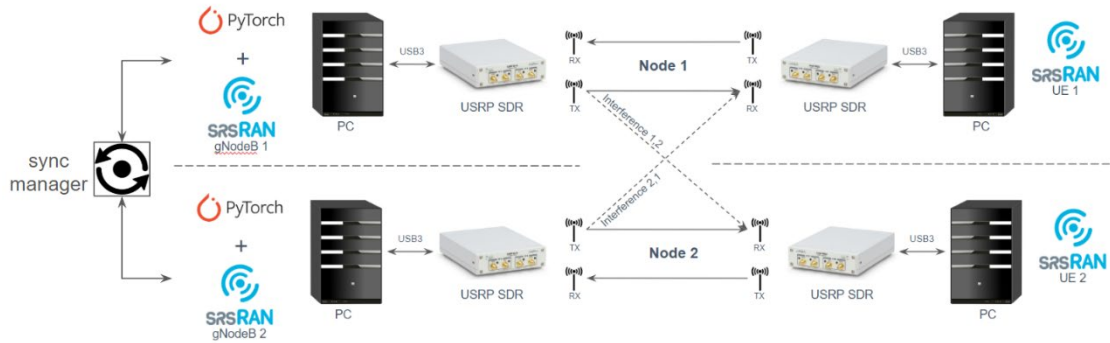 PyTorch
+
srsRAN
gNodeB 1
PC
USB3
USRP SDR
RX
TX
Node 1
TX
RX
USRP SDR
USB3
PC
srsRAN
UE 1
Interference 1,2
Interference 2,1
sync
manager
PyTorch
+
srsRAN
gNodeB 2
PC
USB3
USRP SDR
TX
RX
Node 2
RX
TX
USRP SDR
USB3
PC
srsRAN
UE 2